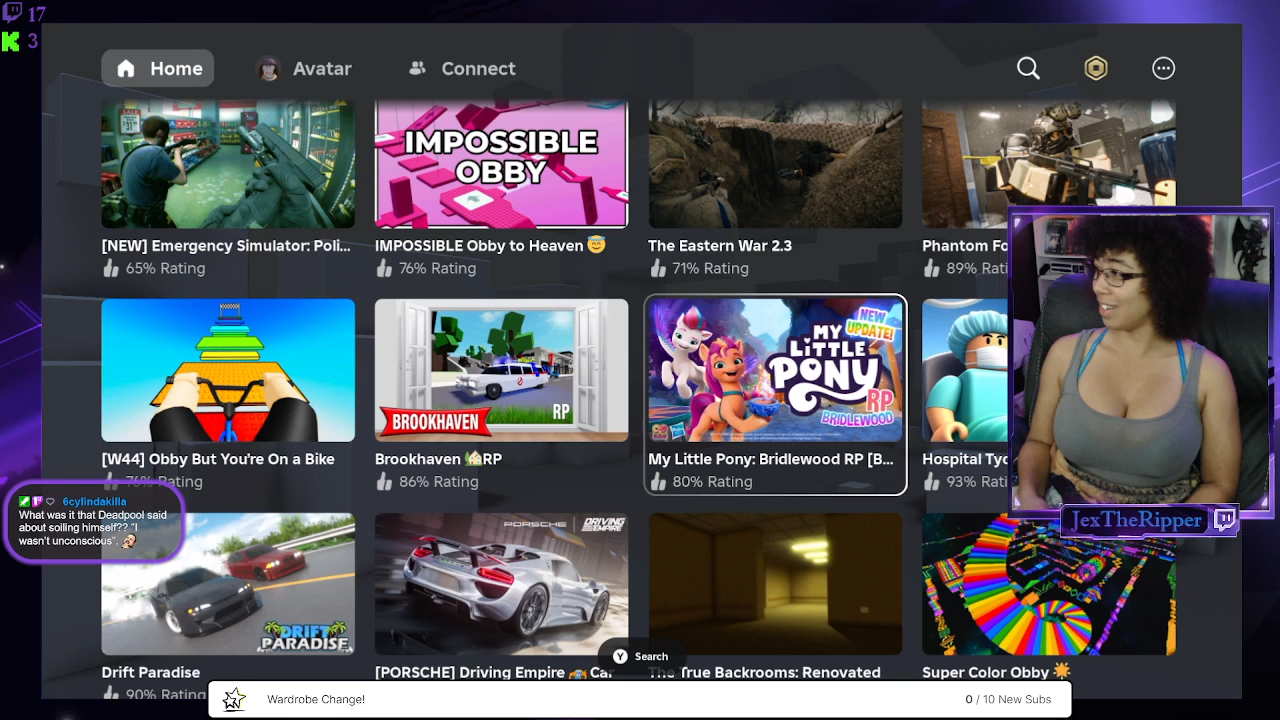 17
3
Home
Avatar
Connect
IMPOSSIBLE
OBBY
[NEW] Emergency Simulator: Poli...
65% Rating
IMPOSSIBLE Obby to Heaven 😇
76% Rating
The Eastern War 2.3
71% Rating
Phantom Fo
89% Rati
BROOKHAVEN
RP
NEW
UPDATE!
MY
LITTLE
PONY
RP
BRIDLEWOOD
[W44] Obby But You're On a Bike
76% Rating
Brookhaven 🏡RP
86% Rating
My Little Pony: Bridlewood RP [B...
80% Rating
Hospital Tyc
93% Rati
6cylindakilla
What was it that Deadpool said
about soiling himself?? "I
wasn't unconscious".
JexTheRipper
DRIFT
PARADISE
PORSCHE
DRIVING
EMPIRE
Drift Paradise
90% Rating
[PORSCHE] Driving Empire 🏎️ Car
The True Backrooms: Renovated
Super Color Obby 🌟
Y Search
Wardrobe Change!
0 / 10 New Subs